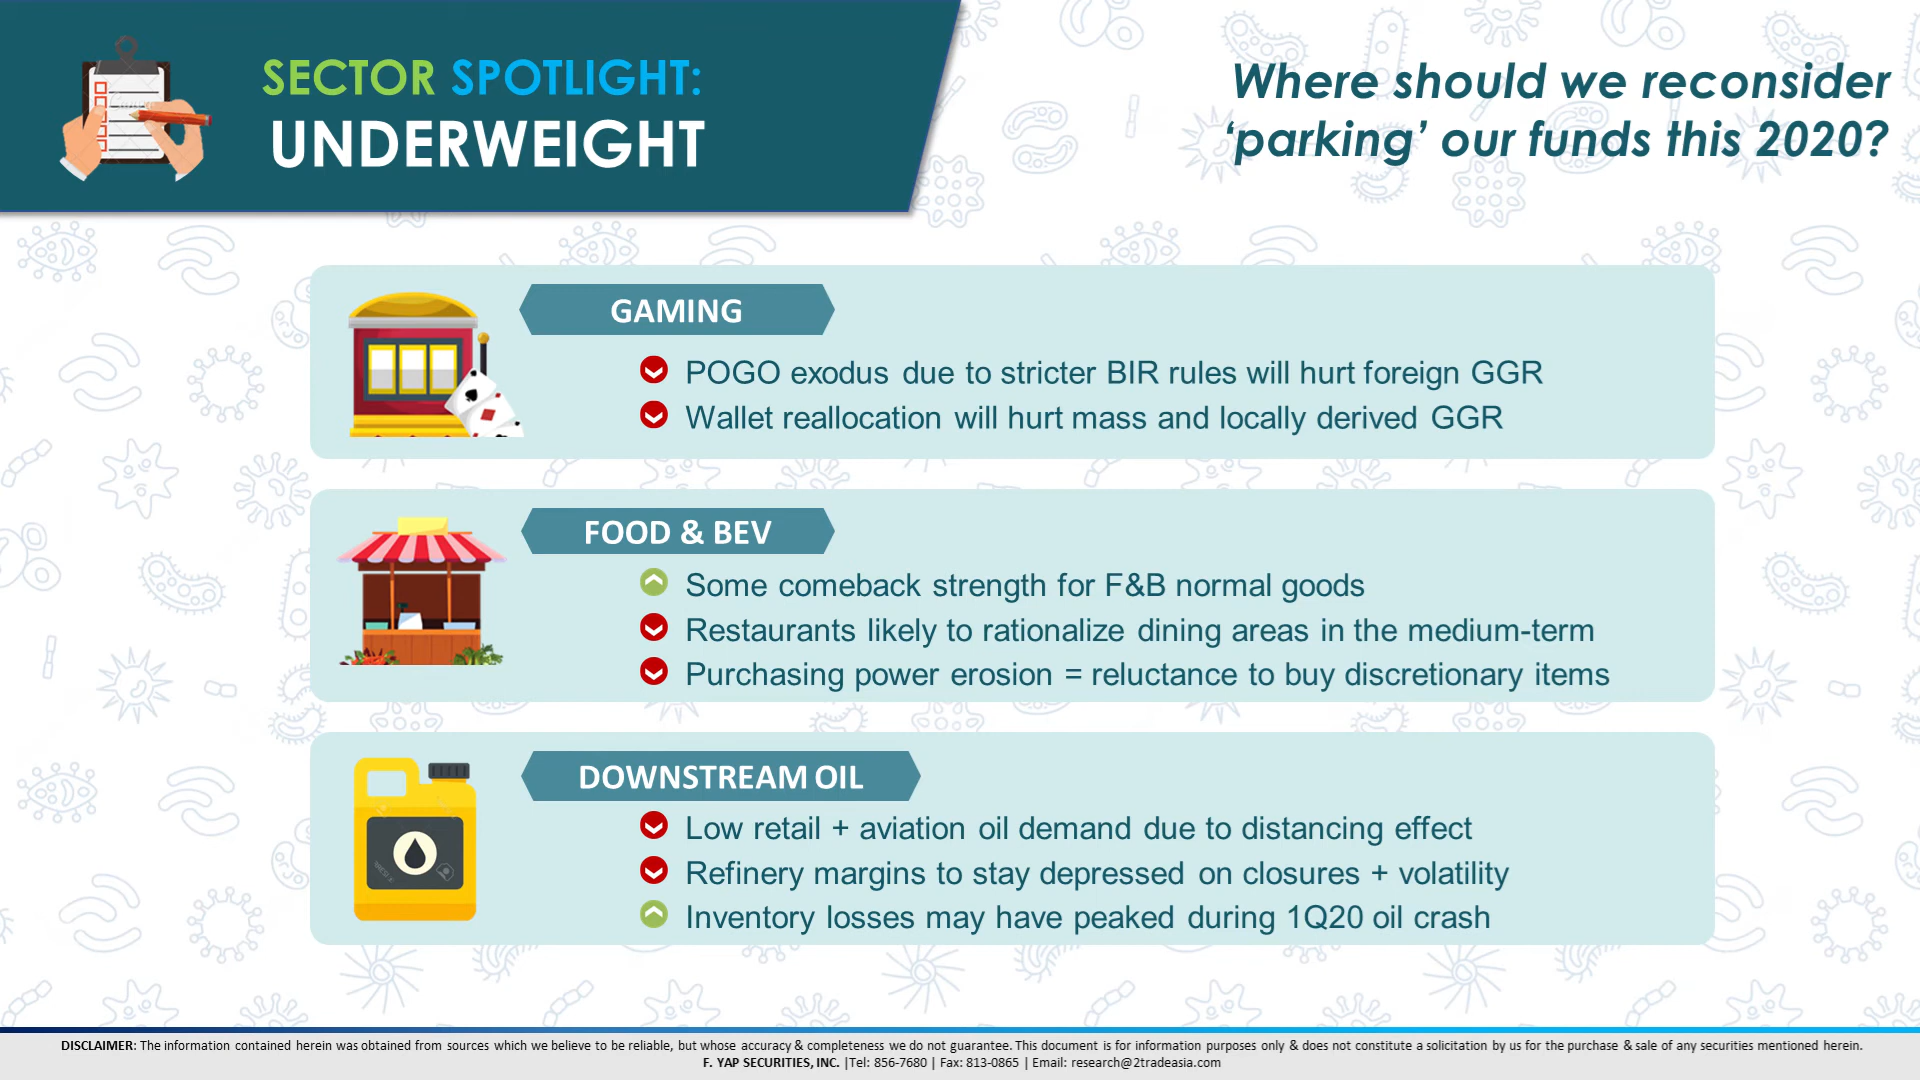 SECTOR SPOTLIGHT:
UNDERWEIGHT
Where should we reconsider
‘parking’ our funds this 2020?
GAMING
POGO exodus due to stricter BIR rules will hurt foreign GGR
Wallet reallocation will hurt mass and locally derived GGR
FOOD & BEV
Some comeback strength for F&B normal goods
Restaurants likely to rationalize dining areas in the medium-term
Purchasing power erosion = reluctance to buy discretionary items
DOWNSTREAM OIL
Low retail + aviation oil demand due to distancing effect
Refinery margins to stay depressed on closures + volatility
Inventory losses may have peaked during 1Q20 oil crash
DISCLAIMER: The information contained herein was obtained from sources which we believe to be reliable, but whose accuracy & completeness we do not guarantee. This document is for information purposes only & does not constitute a solicitation by us for the purchase & sale of any securities mentioned herein.
F. YAP SECURITIES, INC. |Tel: 856-7680 | Fax: 813-0865 | Email: research@2tradeasia.com